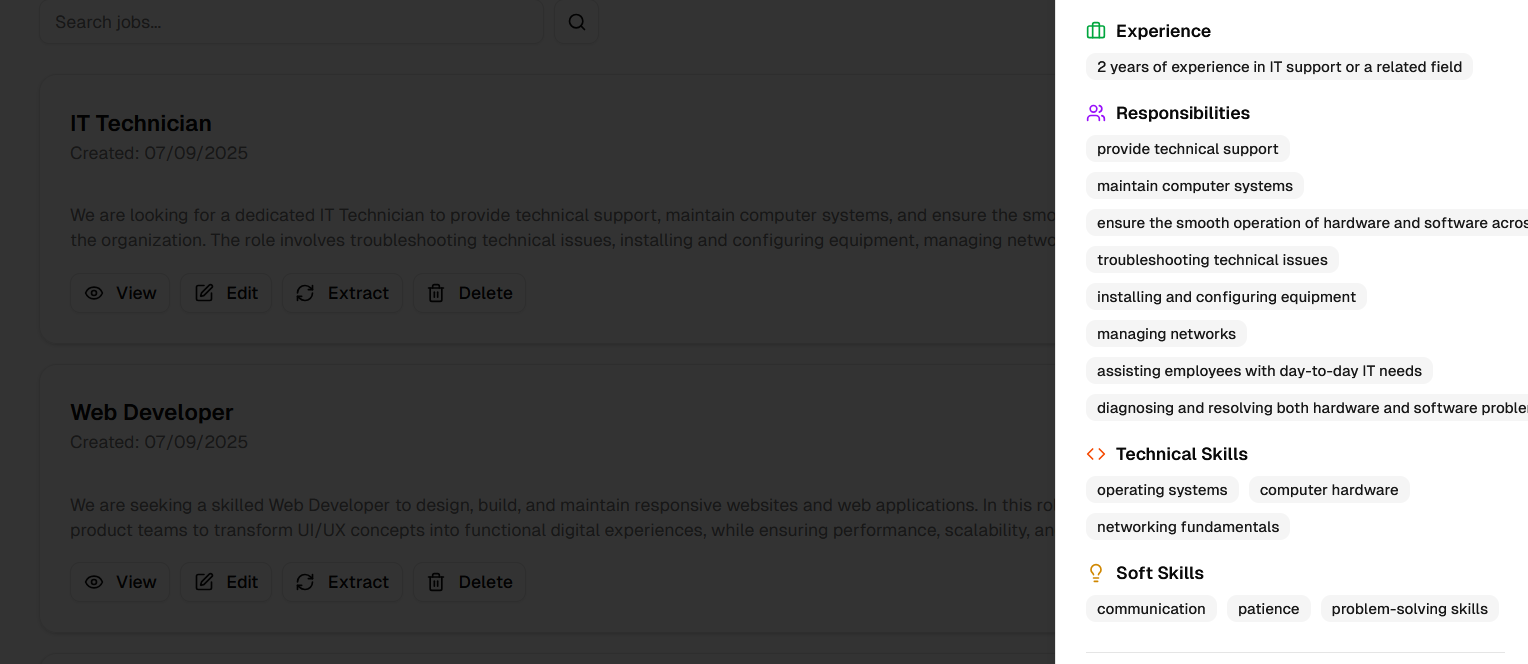 Search jobs...
IT Technician
Created: 07/09/2025
We are looking for a dedicated IT Technician to provide technical support, maintain computer systems, and ensure the smo
the organization. The role involves troubleshooting technical issues, installing and configuring equipment, managing netwo
View Edit Extract Delete
Web Developer
Created: 07/09/2025
We are seeking a skilled Web Developer to design, build, and maintain responsive websites and web applications. In this rol
product teams to transform UI/UX concepts into functional digital experiences, while ensuring performance, scalability, an
View Edit Extract Delete
Experience
2 years of experience in IT support or a related field
Responsibilities
provide technical support
maintain computer systems
ensure the smooth operation of hardware and software acros
troubleshooting technical issues
installing and configuring equipment
managing networks
assisting employees with day-to-day IT needs
diagnosing and resolving both hardware and software proble
Technical Skills
operating systems computer hardware
networking fundamentals
Soft Skills
communication patience problem-solving skills